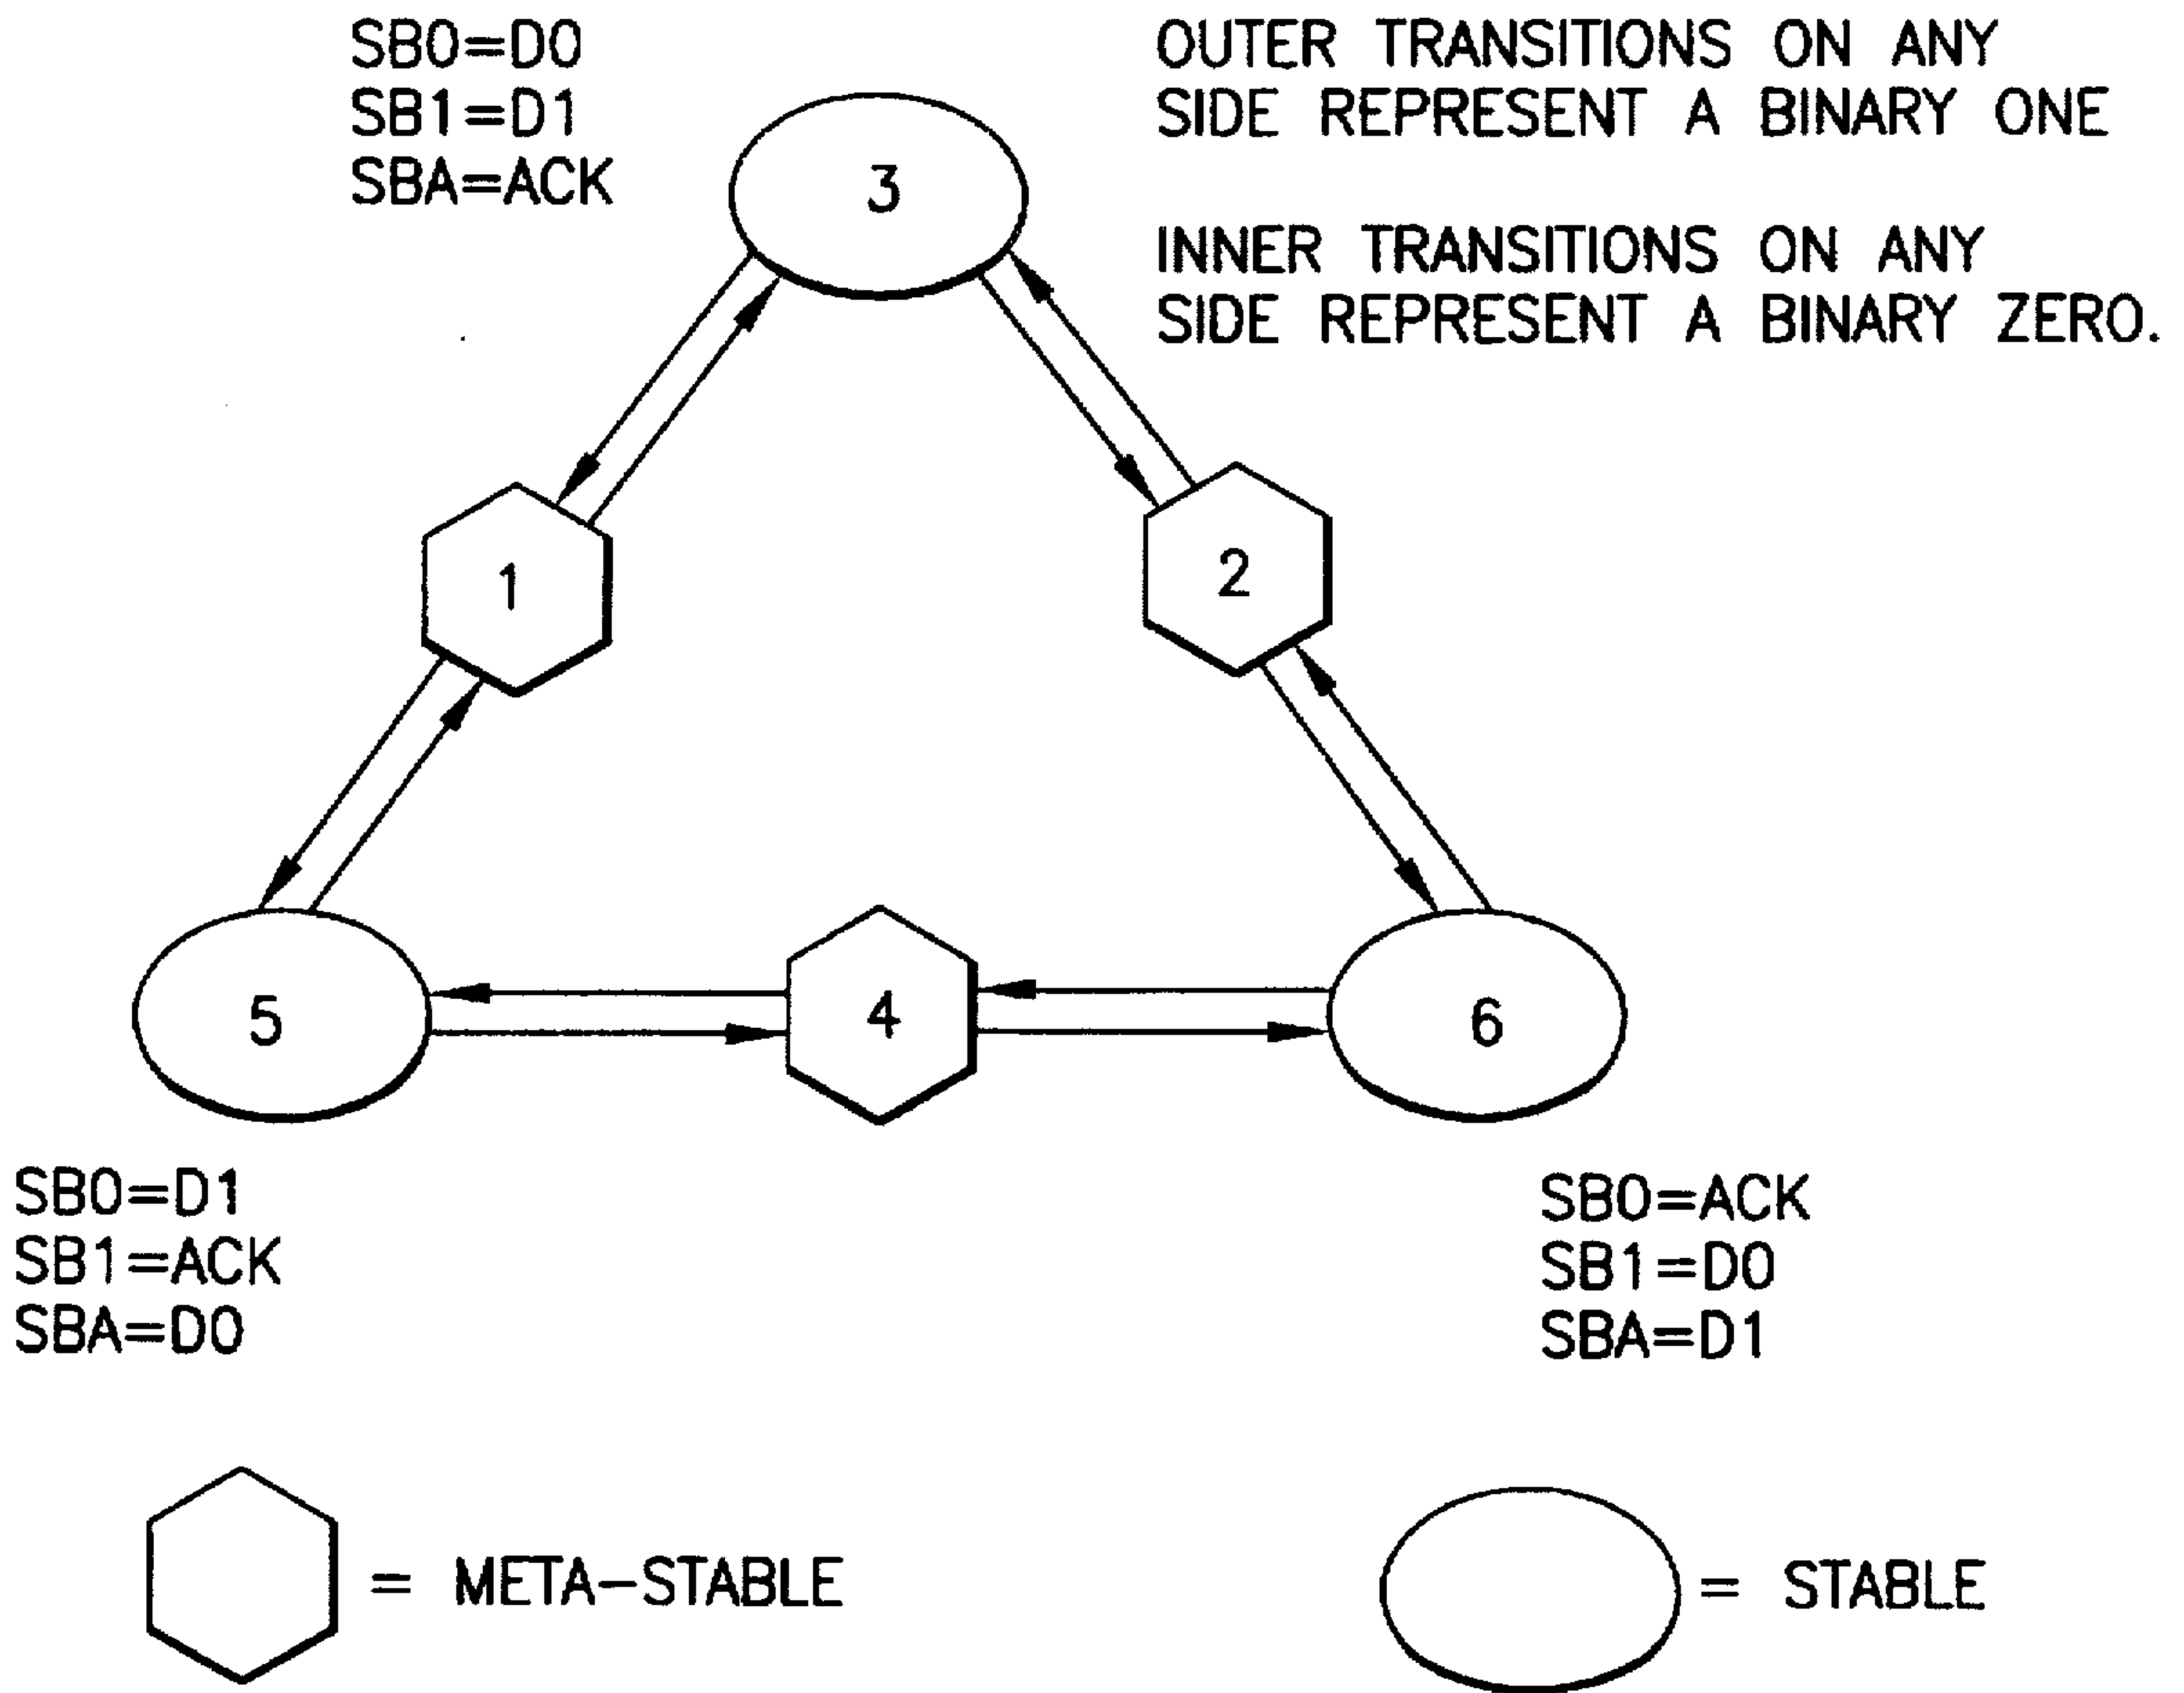 SB0=D0
SB1=D1
SBA=ACK
OUTER TRANSITIONS ON ANY
SIDE REPRESENT A BINARY ONE
INNER TRANSITIONS ON ANY
SIDE REPRESENT A BINARY ZERO.
3
1
2
5
4
6
SB0=D1
SB1=ACK
SBA=D0
SB0=ACK
SB1=D0
SBA=D1
= META-STABLE
= STABLE